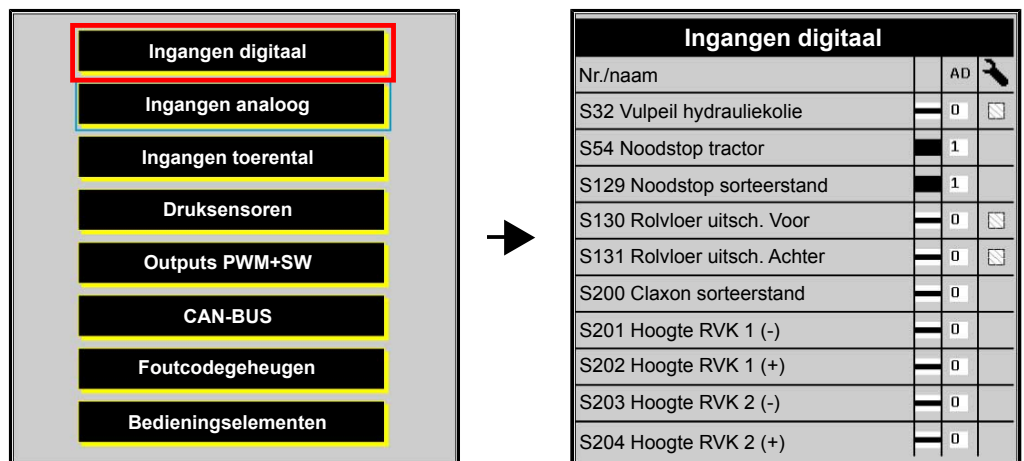 Ingangen digitaal
Ingangen analoog
Ingangen toerental
Druksensoren
Outputs PWM+SW
CAN-BUS
Foutcodegeheugen
Bedieningselementen
Ingangen digitaal
Nr./naam AD
S32 Vulpeil hydrauliekolie 0
S54 Noodstop tractor 1
S129 Noodstop sorteerstand 1
S130 Rolvloer uitsch. Voor 0
S131 Rolvloer uitsch. Achter 0
S200 Claxon sorteerstand 0
S201 Hoogte RVK 1 (-) 0
S202 Hoogte RVK 1 (+) 0
S203 Hoogte RVK 2 (-) 0
S204 Hoogte RVK 2 (+) 0